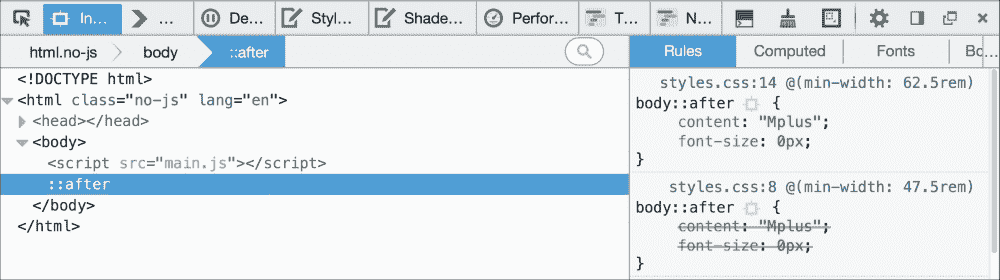 In... ... De... Styl... Shade... Perfor... T... N...
html.no-js body ::after
Rules Computed Fonts Bo
<!DOCTYPE html>
<html class="no-js" lang="en">
<head></head>
<body>
<script src="main.js"></script>
::after
</body>
</html>
styles.css:14 @(min-width: 62.5rem)
body::after {
content: "Mplus";
font-size: 0px;
}
styles.css:8 @(min-width: 47.5rem)
body::after {
content: "Mplus";
font-size: 0px;
}